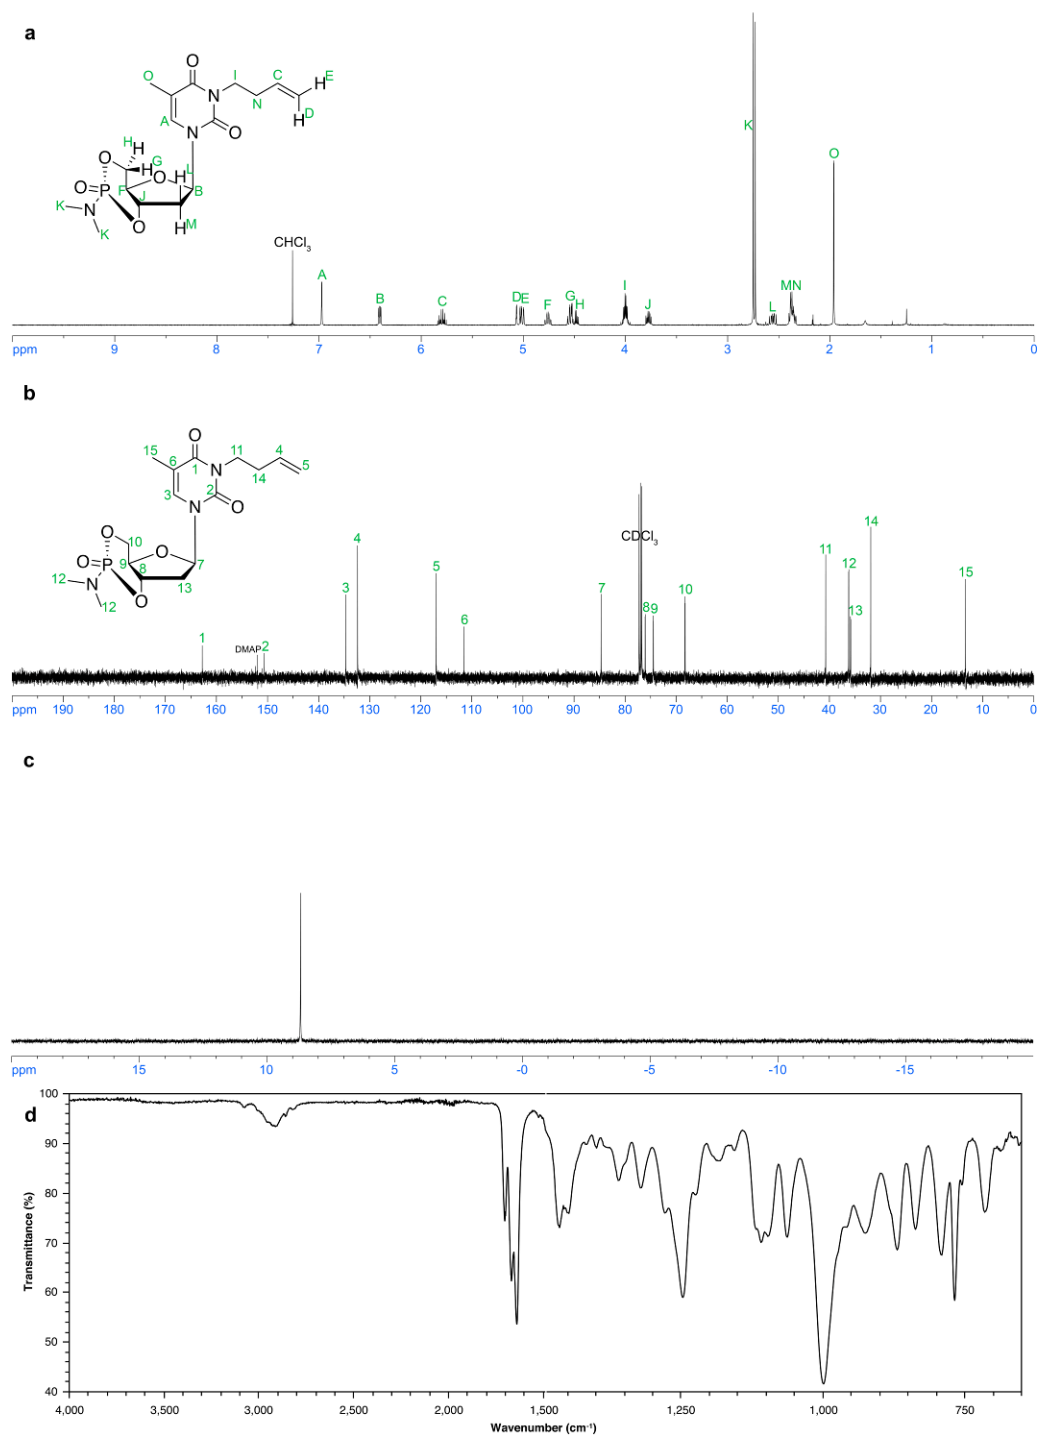 a
O
O
I
C
H
E
N
N
D
H
A
N
O
H
H
L
O
G
H
O
H
F
B
O=P
J
K
N
O
H
M
K
CHCl3
A
B
C
D
E
F
G
H
I
J
K
L
MN
O
ppm 9 8 7 6 5 4 3 2 1 0
b
15
O
11
4
6
1
N
5
14
3
2
N
O
O
10
O
O=P
9
8
7
12
N
13
O
12
1
DMAP
2
3
4
5
6
7
CDCl3
8
9
10
11
12
13
14
15
ppm 190 180 170 160 150 140 130 120 110 100 90 80 70 60 50 40 30 20 10 0
c
ppm 15 10 5 -0 -5 -10 -15
d
100
90
80
70
60
50
40
Transmittance (%)
4,000 3,500 3,000 2,500 2,000 1,500 1,250 1,000 750
Wavenumber (cm⁻¹)